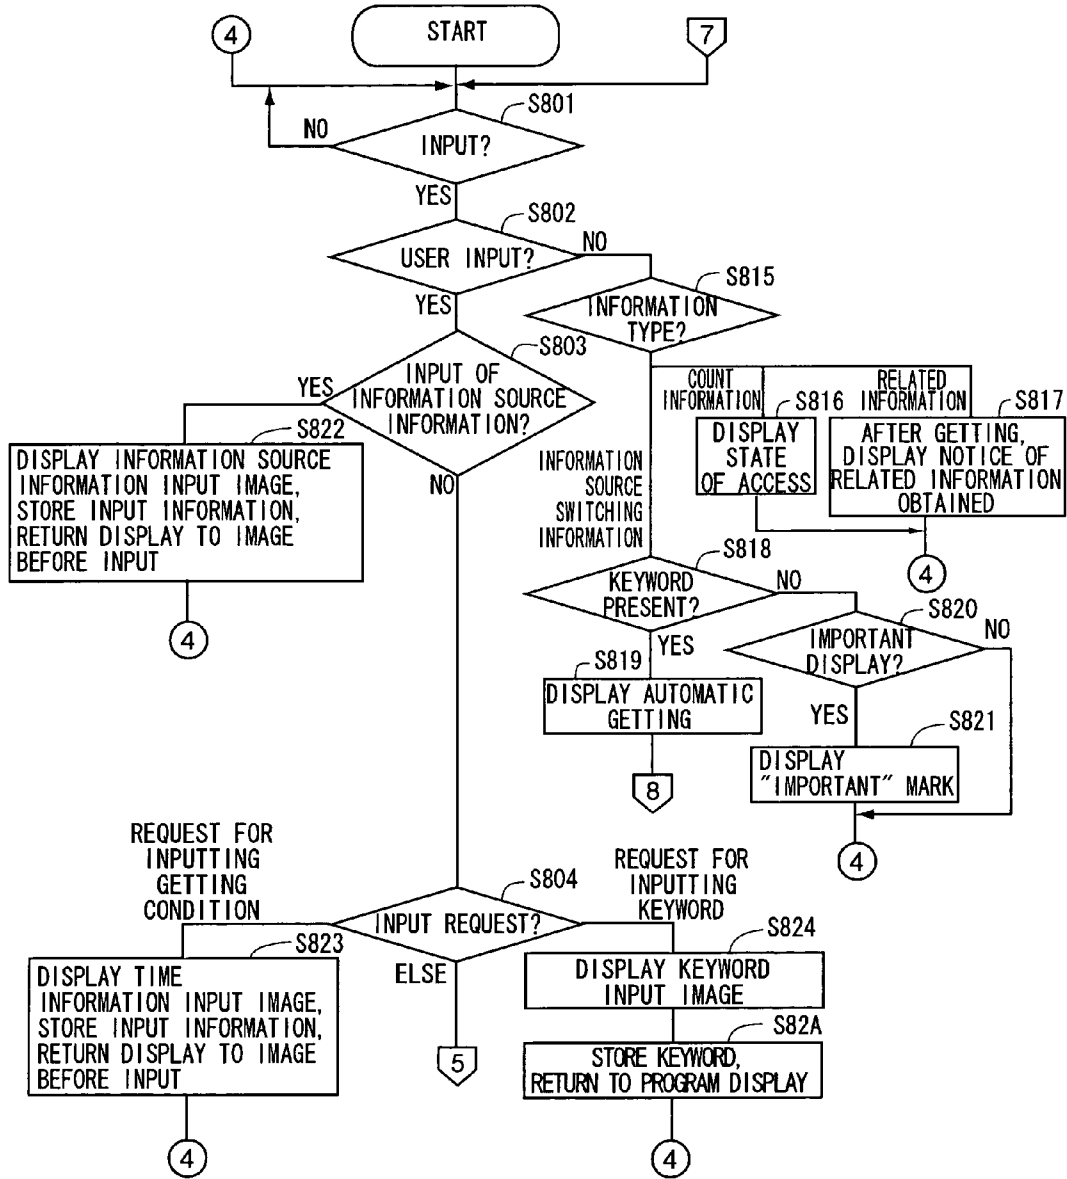 4
START
7
S801
NO
INPUT?
YES
S802
USER INPUT?
NO
YES
S815
INFORMATION
TYPE?
S803
INPUT OF
INFORMATION SOURCE
INFORMATION?
YES
NO
S822
DISPLAY INFORMATION SOURCE
INFORMATION INPUT IMAGE,
STORE INPUT INFORMATION,
RETURN DISPLAY TO IMAGE
BEFORE INPUT
4
COUNT
INFORMATION
S816
DISPLAY
STATE
OF ACCESS
RELATED
INFORMATION
S817
AFTER GETTING,
DISPLAY NOTICE OF
RELATED INFORMATION
OBTAINED
4
INFORMATION
SOURCE
SWITCHING
INFORMATION
S818
KEYWORD
PRESENT?
NO
YES
S819
DISPLAY AUTOMATIC
GETTING
8
S820
IMPORTANT
DISPLAY?
NO
YES
S821
DISPLAY
"IMPORTANT" MARK
4
REQUEST FOR
INPUTTING
GETTING
CONDITION
S804
INPUT REQUEST?
REQUEST FOR
INPUTTING
KEYWORD
ELSE
5
S823
DISPLAY TIME
INFORMATION INPUT IMAGE,
STORE INPUT INFORMATION,
RETURN DISPLAY TO IMAGE
BEFORE INPUT
4
S824
DISPLAY KEYWORD
INPUT IMAGE
S82A
STORE KEYWORD,
RETURN TO PROGRAM DISPLAY
4